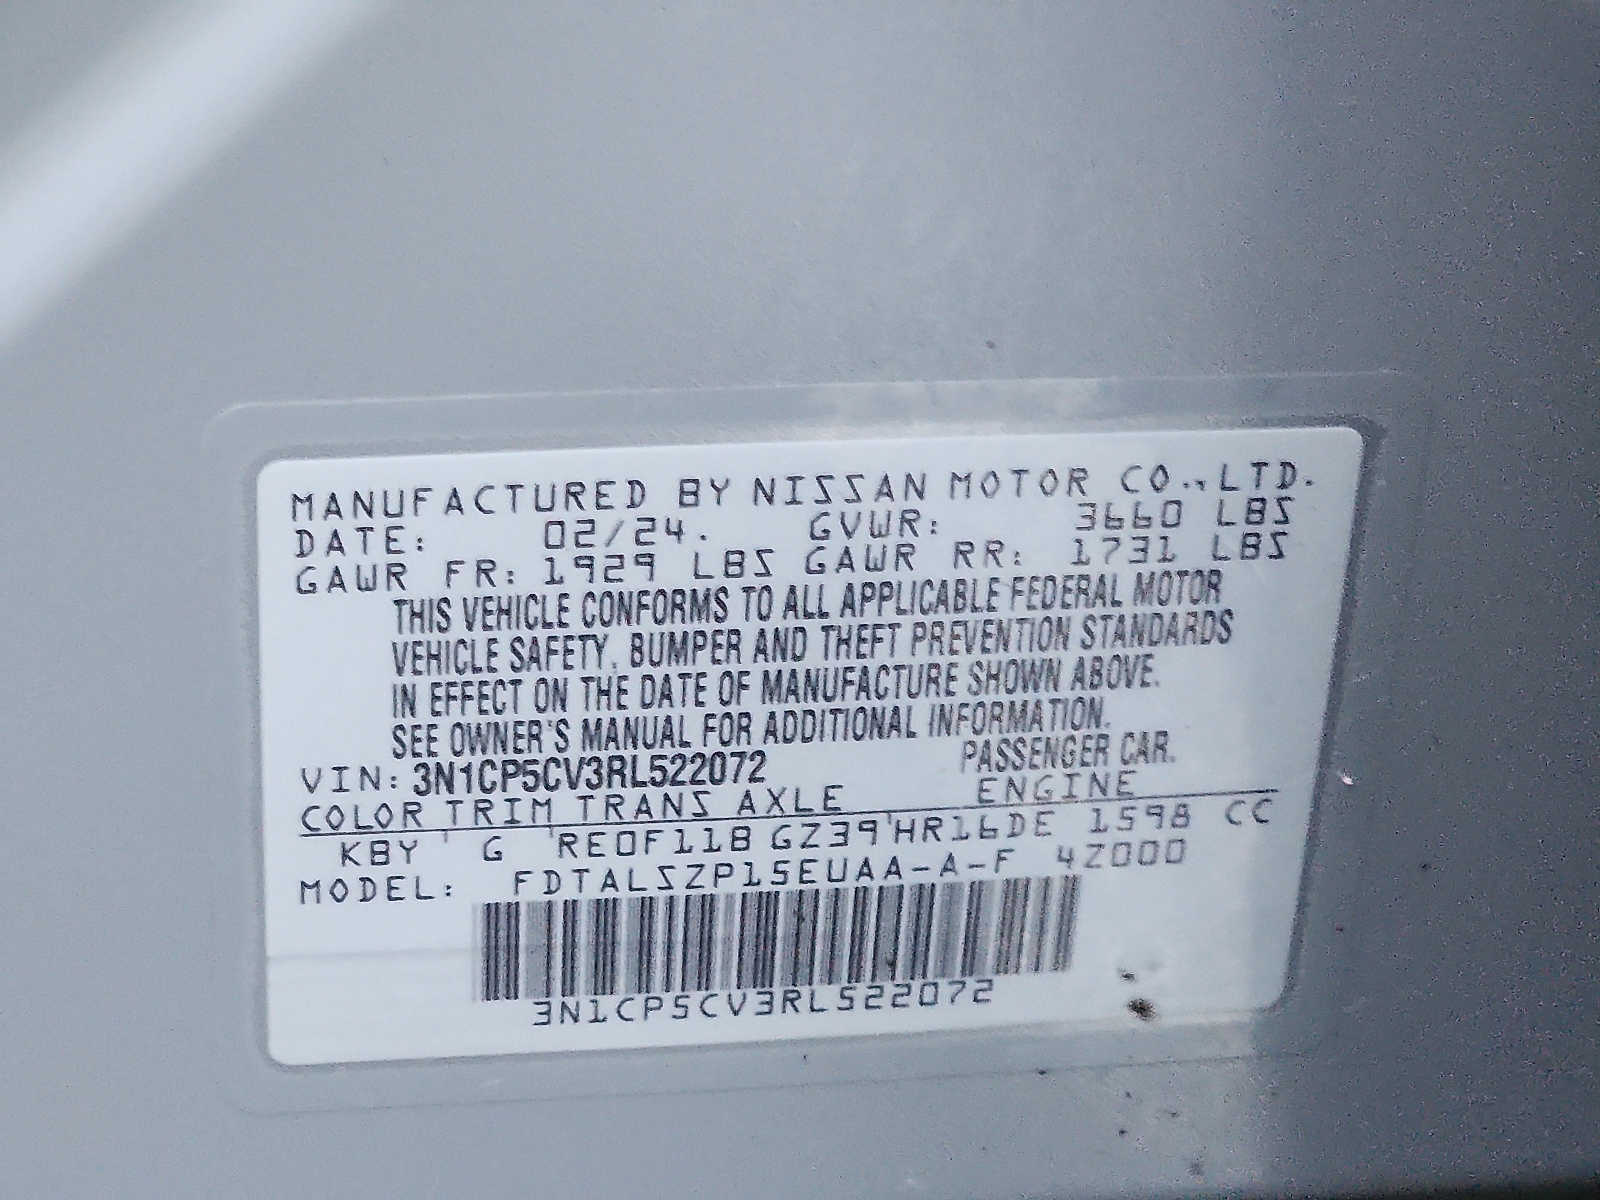 MANUFACTURED BY NISSAN MOTOR CO., LTD.
DATE: 02/24. GVWR: 3660 LBS
GAWR FR: 1929 LBS GAWR RR: 1731 LBS
THIS VEHICLE CONFORMS TO ALL APPLICABLE FEDERAL MOTOR
VEHICLE SAFETY, BUMPER AND THEFT PREVENTION STANDARDS
IN EFFECT ON THE DATE OF MANUFACTURE SHOWN ABOVE.
SEE OWNER'S MANUAL FOR ADDITIONAL INFORMATION.
VIN: 3N1CP5CV3RL522072 PASSENGER CAR.
COLOR TRIM TRANS AXLE ENGINE
KBY G RE0F11B GZ39 HR16DE 1598 CC
MODEL: FDTALSZP15EUAA-A-F 4Z000
3N1CP5CV3RL522072